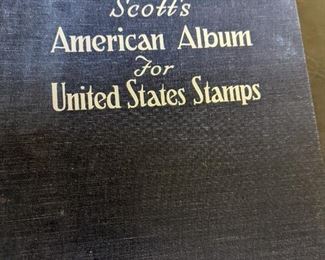 Scott's
American Album
For
United States Stamps